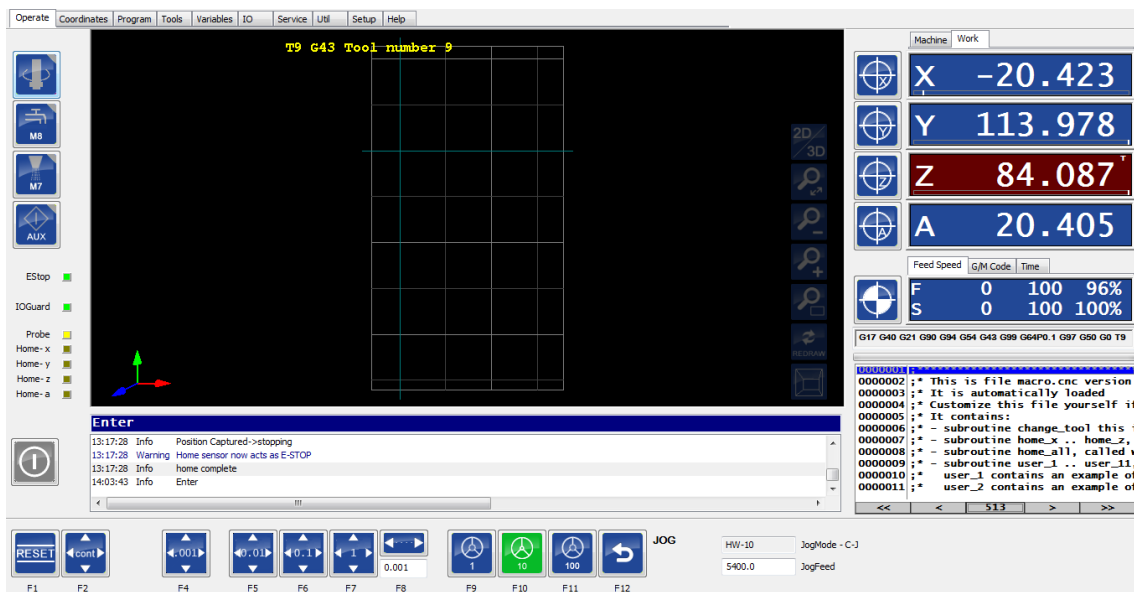 Operate Coordinates Program Tools Variables IO Service Util Setup Help
T9 G43 Tool number 9
M8
M7
AUX
EStop
IOGuard
Probe
Home- x
Home- y
Home- z
Home- a
2D/3D
REDRAW
Machine Work
X -20.423
Y 113.978
Z 84.087 T
A 20.405
Feed Speed G/M Code Time
F 0 100 96%
S 0 100 100%
G17 G40 G21 G90 G94 G54 G43 G99 G64P0.1 G97 G50 G0 T9
0000001 ;*****************************
0000002 ;* This is file macro.cnc version
0000003 ;* It is automatically loaded
0000004 ;* Customize this file yourself if
0000005 ;* It contains:
0000006 ;* - subroutine change_tool this
0000007 ;* - subroutine home_x .. home_z,
0000008 ;* - subroutine home_all, called
0000009 ;* - subroutine user_1 .. user_11,
0000010 ;* user_1 contains an example of
0000011 ;* user_2 contains an example of
<< < 513 > >>
Enter
13:17:28 Info Position Captured->stopping
13:17:28 Warning Home sensor now acts as E-STOP
13:17:28 Info home complete
14:03:43 Info Enter
RESET cont .001 0.01 0.1 1 0.001 1 10 100
F1 F2 F4 F5 F6 F7 F8 F9 F10 F11 F12
JOG
HW-10 JogMode - C-J
5400.0 JogFeed